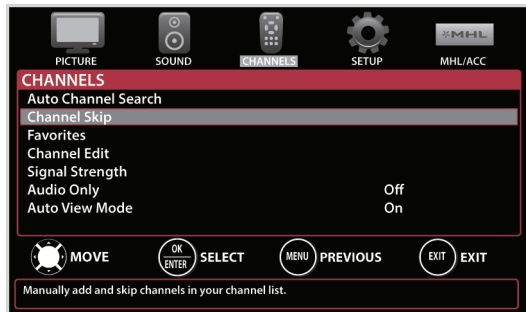 MHL
PICTURE SOUND CHANNELS SETUP MHL/ACC
CHANNELS
Auto Channel Search
Channel Skip
Favorites
Channel Edit
Signal Strength
Audio Only Off
Auto View Mode On
MOVE OK ENTER SELECT MENU PREVIOUS EXIT EXIT
Manually add and skip channels in your channel list.